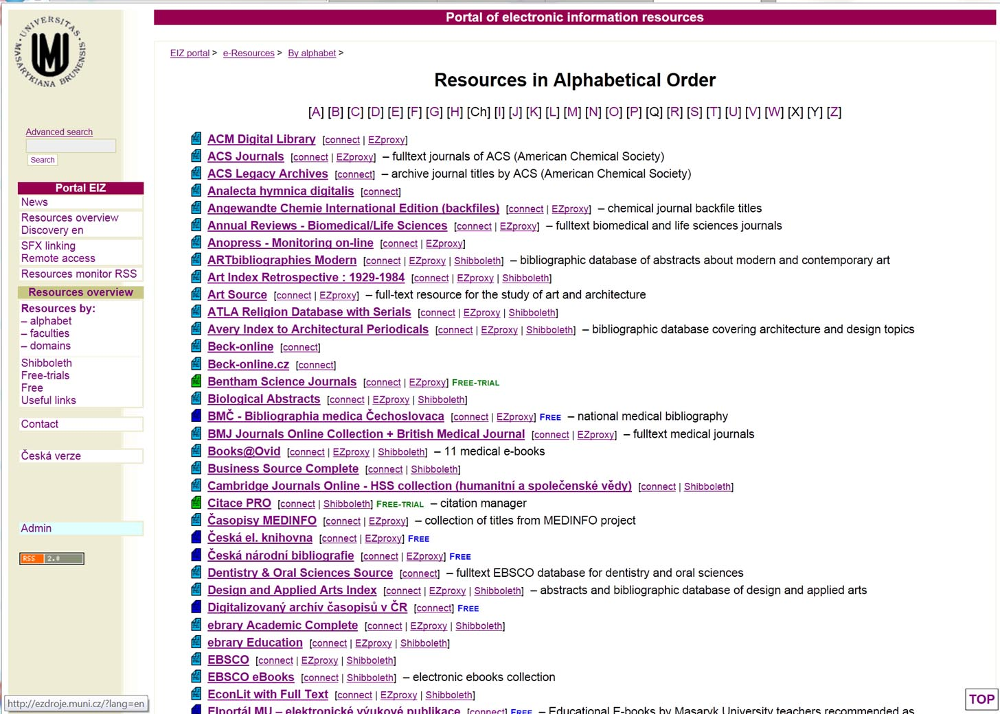 Portal of electronic information resources
UNIVERSITAS MASARYKIANA BRUNENSIS
EIZ portal > e-Resources > By alphabet >
Resources in Alphabetical Order
[A] [B] [C] [D] [E] [F] [G] [H] [Ch] [I] [J] [K] [L] [M] [N] [O] [P] [Q] [R] [S] [T] [U] [V] [W] [X] [Y] [Z]
Advanced search
Search
Portal EIZ
News
Resources overview
Discovery en
SFX linking
Remote access
Resources monitor RSS
Resources overview
Resources by:
– alphabet
– faculties
– domains
Shibboleth
Free-trials
Free
Useful links
Contact
Česká verze
Admin
RSS 2.0
ACM Digital Library [connect | EZproxy]
ACS Journals [connect | EZproxy] – fulltext journals of ACS (American Chemical Society)
ACS Legacy Archives [connect] – archive journal titles by ACS (American Chemical Society)
Analecta hymnica digitalis [connect]
Angewandte Chemie International Edition (backfiles) [connect | EZproxy] – chemical journal backfile titles
Annual Reviews - Biomedical/Life Sciences [connect | EZproxy] – fulltext biomedical and life sciences journals
Anopress - Monitoring on-line [connect | EZproxy]
ARTbibliographies Modern [connect | EZproxy | Shibboleth] – bibliographic database of abstracts about modern and contemporary art
Art Index Retrospective : 1929-1984 [connect | EZproxy | Shibboleth]
Art Source [connect | EZproxy] – full-text resource for the study of art and architecture
ATLA Religion Database with Serials [connect | EZproxy | Shibboleth]
Avery Index to Architectural Periodicals [connect | EZproxy | Shibboleth] – bibliographic database covering architecture and design topics
Beck-online [connect]
Beck-online.cz [connect]
Bentham Science Journals [connect | EZproxy] FREE-TRIAL
Biological Abstracts [connect | EZproxy | Shibboleth]
BMČ - Bibliographia medica Čechoslovaca [connect | EZproxy] FREE – national medical bibliography
BMJ Journals Online Collection + British Medical Journal [connect | EZproxy] – fulltext medical journals
Books@Ovid [connect | EZproxy | Shibboleth] – 11 medical e-books
Business Source Complete [connect | Shibboleth]
Cambridge Journals Online - HSS collection (humanitní a společenské vědy) [connect | Shibboleth]
Citace PRO [connect | Shibboleth] FREE-TRIAL – citation manager
Časopisy MEDINFO [connect | EZproxy] – collection of titles from MEDINFO project
Česká el. knihovna [connect | EZproxy] FREE
Česká národní bibliografie [connect | EZproxy] FREE
Dentistry & Oral Sciences Source [connect] – fulltext EBSCO database for dentistry and oral sciences
Design and Applied Arts Index [connect | EZproxy | Shibboleth] – abstracts and bibliographic database of design and applied arts
Digitalizovaný archív časopisů v ČR [connect] FREE
ebrary Academic Complete [connect | EZproxy | Shibboleth]
ebrary Education [connect | EZproxy | Shibboleth]
EBSCO [connect | EZproxy | Shibboleth]
EBSCO eBooks [connect | Shibboleth] – electronic ebooks collection
EconLit with Full Text [connect | EZproxy | Shibboleth]
Elportál MU – elektronické výukové publikace [connect] FREE – Educational E-books by Masaryk University teachers recommended as
http://ezdroje.muni.cz/?lang=en
TOP